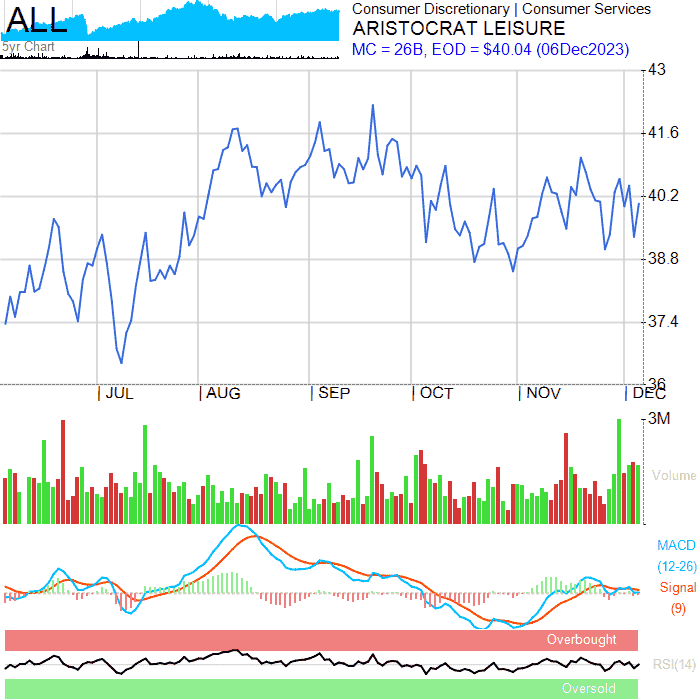 ALL
5yr Chart
Consumer Discretionary | Consumer Services
ARISTOCRAT LEISURE
MC = 26B, EOD = $40.04 (06Dec2023)
43
41.6
40.2
38.8
37.4
36
| JUL | AUG | SEP | OCT | NOV | DEC
3M
Volume
MACD
(12-26)
Signal
(9)
Overbought
RSI(14)
Oversold